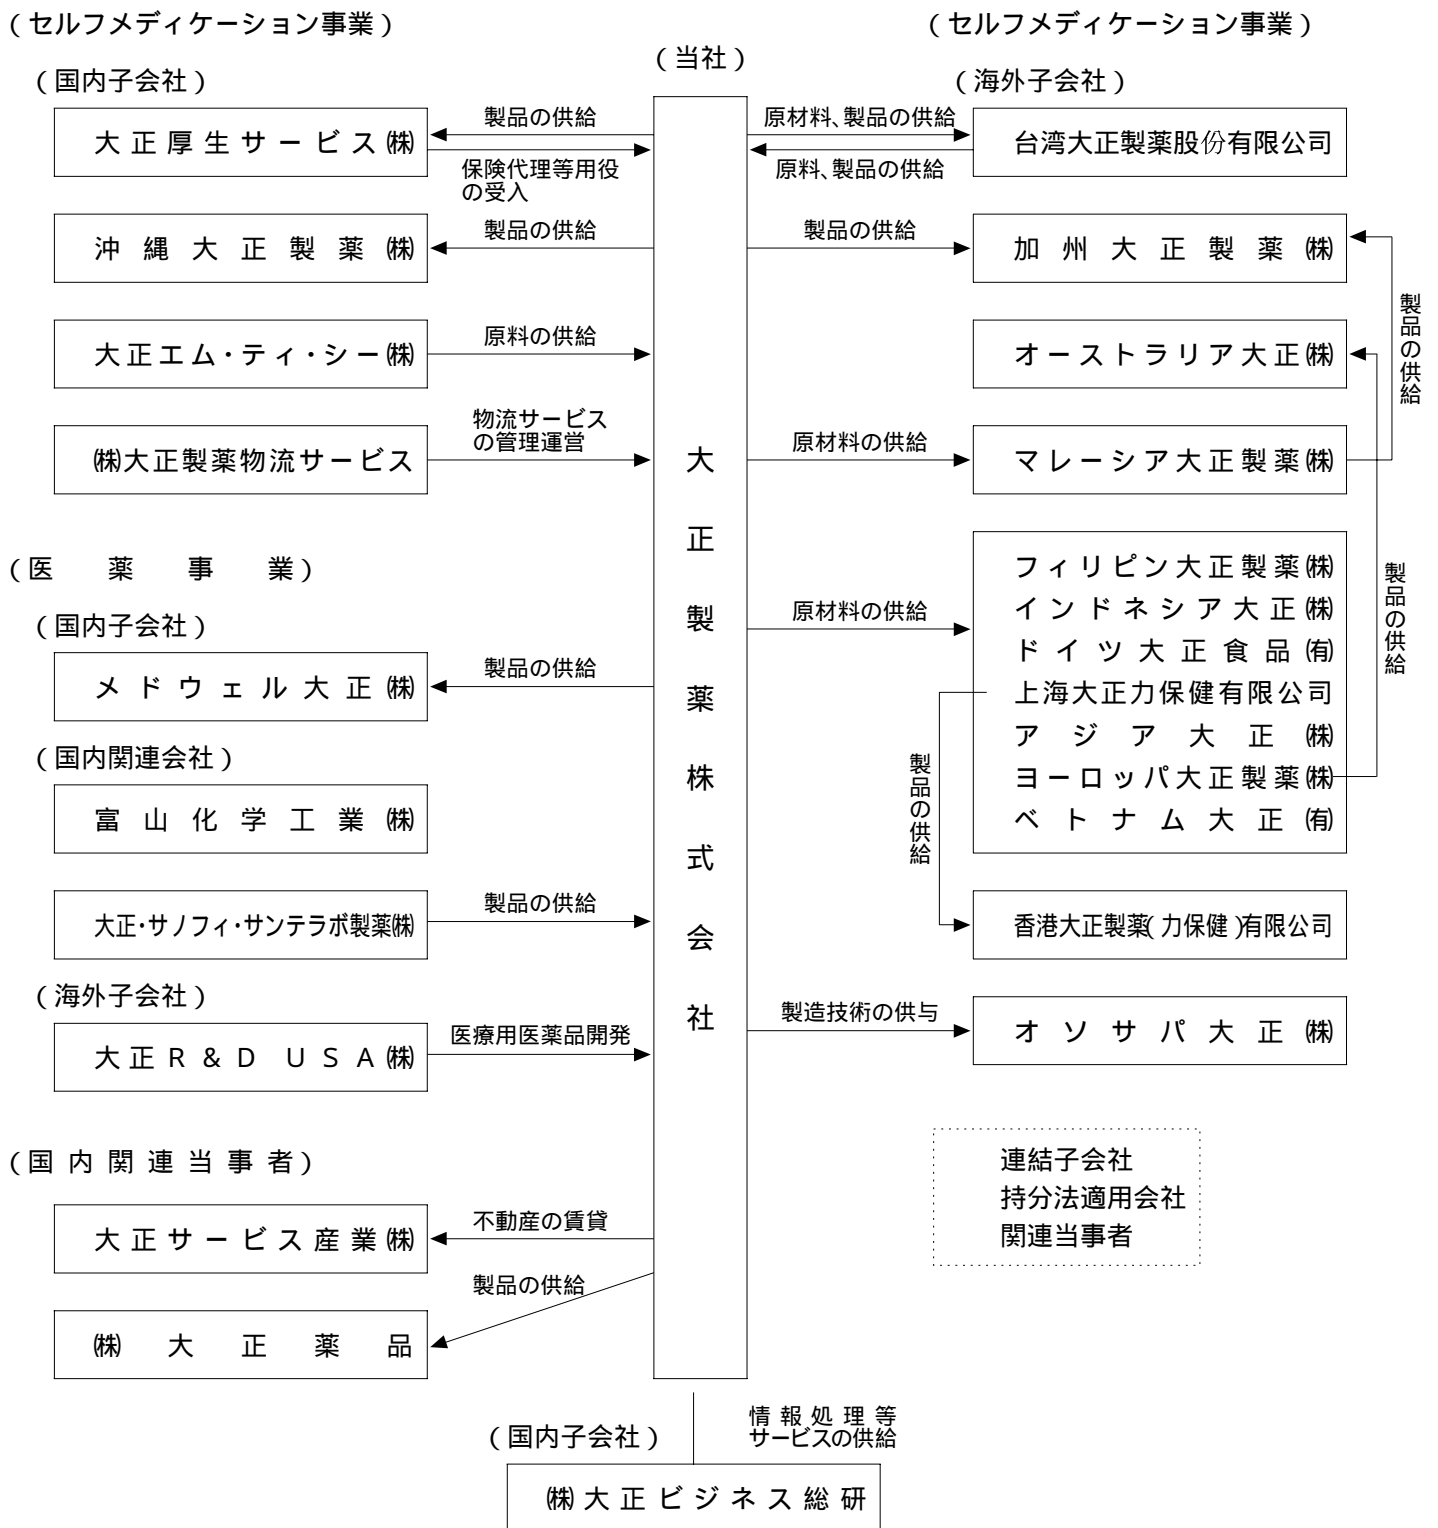 (セルフメディケーション事業)
(国内子会社)
大正厚生サービス㈱
製品の供給
保険代理等用役
の受入
沖縄大正製薬㈱
製品の供給
大正エム・ティ・シー㈱
原料の供給
㈱大正製薬物流サービス
物流サービス
の管理運営
(医薬事業)
(国内子会社)
メドウェル大正㈱
製品の供給
(国内関連会社)
富山化学工業㈱
大正・サノフィ・サンテラボ製薬㈱
製品の供給
(海外子会社)
大正R&D USA㈱
医療用医薬品開発
(国内関連当事者)
大正サービス産業㈱
不動産の賃貸
製品の供給
㈱大正薬品
(当社)
大正製薬株式会社
(セルフメディケーション事業)
(海外子会社)
原材料、製品の供給
原料、製品の供給
台湾大正製薬股份有限公司
製品の供給
加州大正製薬㈱
製品の供給
オーストラリア大正㈱
原材料の供給
マレーシア大正製薬㈱
製品の供給
原材料の供給
フィリピン大正製薬㈱
インドネシア大正㈱
ドイツ大正食品㈲
上海大正力保健有限公司
アジア大正㈱
ヨーロッパ大正製薬㈱
ベトナム大正㈲
製品の供給
香港大正製薬(力保健)有限公司
製造技術の供与
オソサパ大正㈱
連結子会社
持分法適用会社
関連当事者
(国内子会社)
情報処理等
サービスの供給
㈱大正ビジネス総研